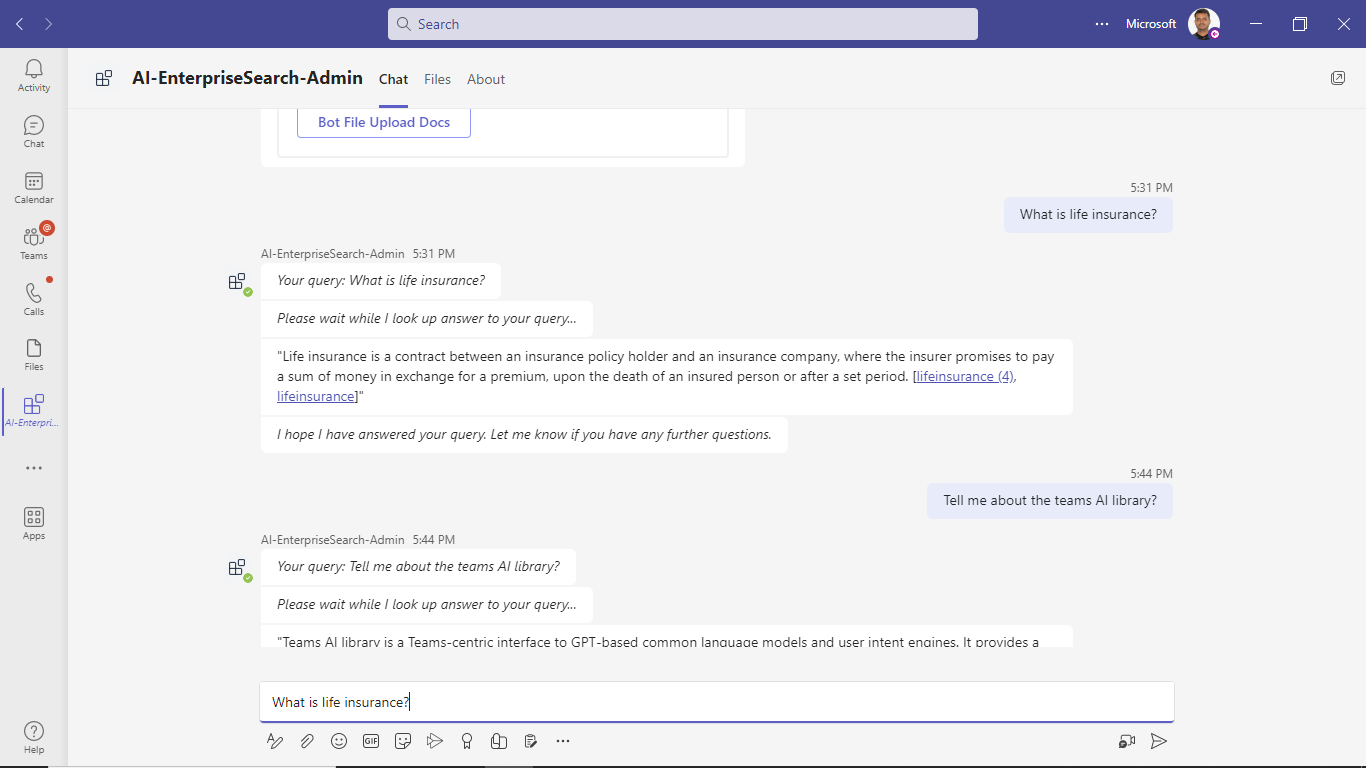 Search
Microsoft
Activity
Chat
Calendar
@
Teams
Calls
Files
AI-Enterpri...
Apps
Help
AI-EnterpriseSearch-Admin
Chat
Files
About
Bot File Upload Docs
5:31 PM
What is life insurance?
AI-EnterpriseSearch-Admin 5:31 PM
Your query: What is life insurance?
Please wait while I look up answer to your query...
"Life insurance is a contract between an insurance policy holder and an insurance company, where the insurer promises to pay
a sum of money in exchange for a premium, upon the death of an insured person or after a set period. [lifeinsurance (4),
lifeinsurance]"
I hope I have answered your query. Let me know if you have any further questions.
5:44 PM
Tell me about the teams AI library?
AI-EnterpriseSearch-Admin 5:44 PM
Your query: Tell me about the teams AI library?
Please wait while I look up answer to your query...
"Teams AI library is a Teams-centric interface to GPT-based common language models and user intent engines. It provides a
What is life insurance?
GIF